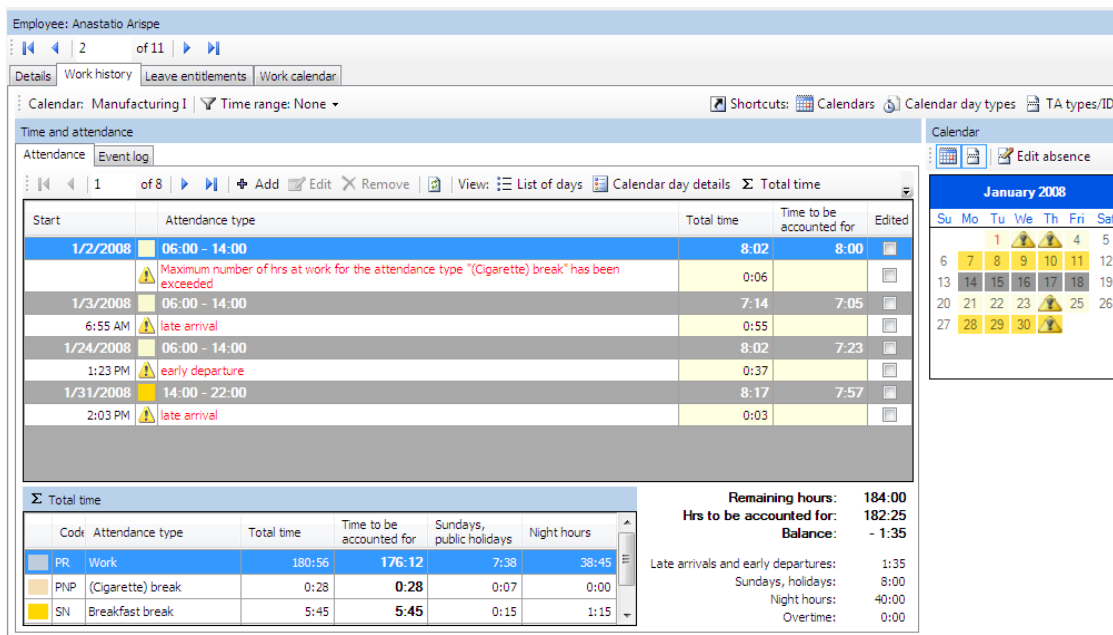 Employee: Anastatio Arispe
2 of 11
Details Work history Leave entitlements Work calendar
Calendar: Manufacturing I Time range: None Shortcuts: Calendars Calendar day types TA types/ID
Time and attendance
Attendance Event log
1 of 8 Add Edit Remove View: List of days Calendar day details Σ Total time
Start Attendance type Total time Time to be accounted for Edited
1/2/2008 06:00 - 14:00 8:02 8:00
Maximum number of hrs at work for the attendance type "(Cigarette) break" has been
exceeded 0:06
1/3/2008 06:00 - 14:00 7:14 7:05
6:55 AM late arrival 0:55
1/24/2008 06:00 - 14:00 8:02 7:23
1:23 PM early departure 0:37
1/31/2008 14:00 - 22:00 8:17 7:57
2:03 PM late arrival 0:03
Σ Total time
Code Attendance type Total time Time to be accounted for Sundays, public holidays Night hours
PR Work 180:56 176:12 7:38 38:45
PNP (Cigarette) break 0:28 0:28 0:07 0:00
SN Breakfast break 5:45 5:45 0:15 1:15
Remaining hours: 184:00
Hrs to be accounted for: 182:25
Balance: - 1:35
Late arrivals and early departures: 1:35
Sundays, holidays: 8:00
Night hours: 40:00
Overtime: 0:00
Calendar
Edit absence
January 2008
Su Mo Tu We Th Fri Sat
1 4 5
6 7 8 9 10 11 12
13 14 15 16 17 18 19
20 21 22 23 25 26
27 28 29 30